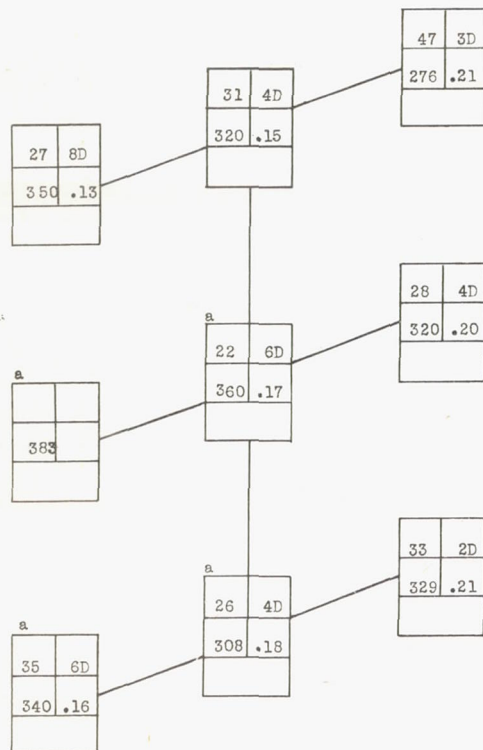 47 3D
276 .21
31 4D
320 .15
27 8D
350 .13
28 4D
320 .20
a
22 6D
360 .17
a
383
33 2D
329 .21
a
26 4D
308 .18
a
35 6D
340 .16